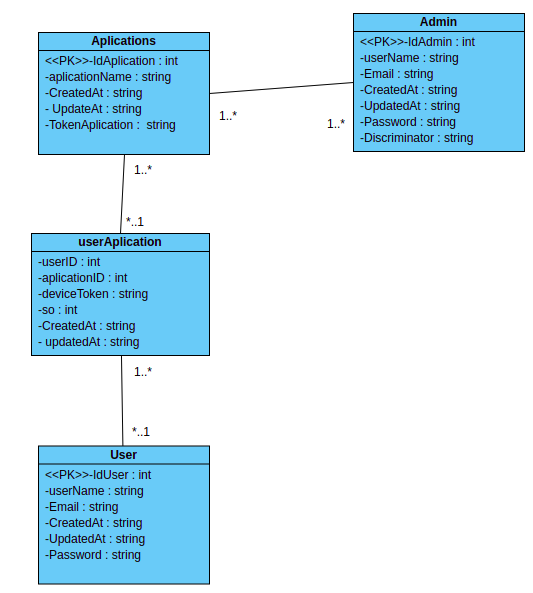 Aplications
<<PK>>-IdAplication : int
-aplicationName : string
-CreatedAt : string
- UpdateAt : string
-TokenAplication :  string
Admin
<<PK>>-IdAdmin : int
-userName : string
-Email : string
-CreatedAt : string
-UpdatedAt : string
-Password : string
-Discriminator : string
1..*
1..*
1..*
*..1
userAplication
-userID : int
-aplicationID : int
-deviceToken : string
-so : int
-CreatedAt : string
- updatedAt : string
1..*
*..1
User
<<PK>>-IdUser : int
-userName : string
-Email : string
-CreatedAt : string
-UpdatedAt : string
-Password : string